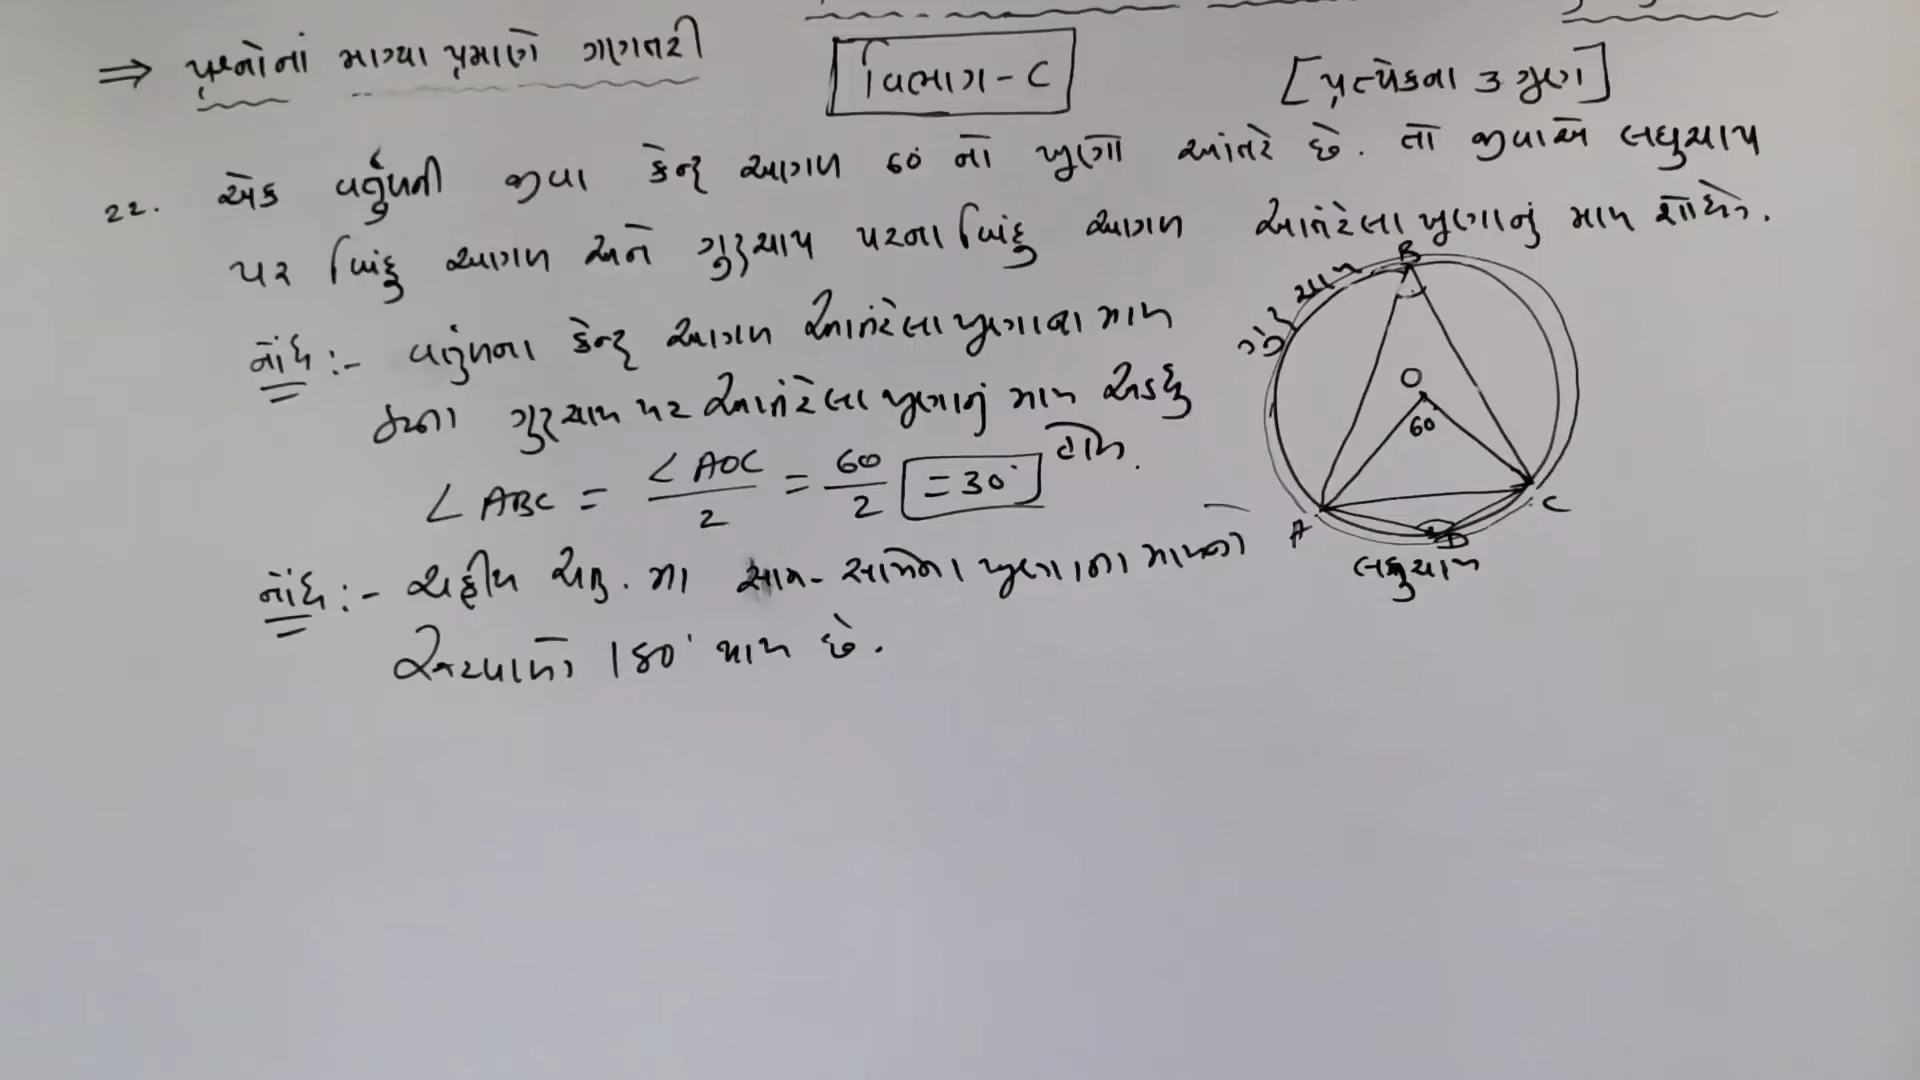 ⇒ પ્રશ્નોનાં માગ્યા પ્રમાણે ગણતરી
વિભાગ - C
[પ્રત્યેકના 3 ગુણ]
22. એક વર્તુળની જીવા કેન્દ્ર આગળ 60° નો ખૂણો આંતરે છે. તો જીવાએ લઘુચાપ
પર બિંદુ આગળ અને ગુરુચાપ પરના બિંદુ આગળ આંતરેલા ખૂણાનું માપ શોધો.
નોંધ :- વર્તુળના કેન્દ્ર આગળ આંતરેલા ખૂણાના માપ
કરતા ગુરુચાપ પર આંતરેલા ખૂણાનું માપ અડધું
હોય.
∠ABC = ∠AOC / 2 = 60 / 2 = 30°
નોંધ :- ચક્રીય ચતુ. ના સામ-સામેના ખૂણાના માપનો
સરવાળો 180° થાય છે.
ગુરુ ચાપ
B
O
60
A
C
D
લઘુચાપ